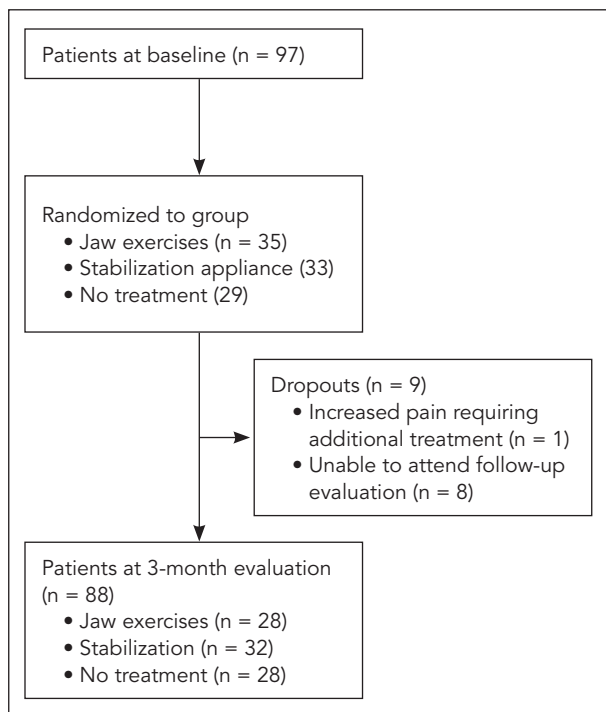 Patients at baseline (n = 97)
Randomized to group
• Jaw exercises (n = 35)
• Stabilization appliance (33)
• No treatment (29)
Dropouts (n = 9)
• Increased pain requiring
additional treatment (n = 1)
• Unable to attend follow-up
evaluation (n = 8)
Patients at 3-month evaluation
(n = 88)
• Jaw exercises (n = 28)
• Stabilization (n = 32)
• No treatment (n = 28)